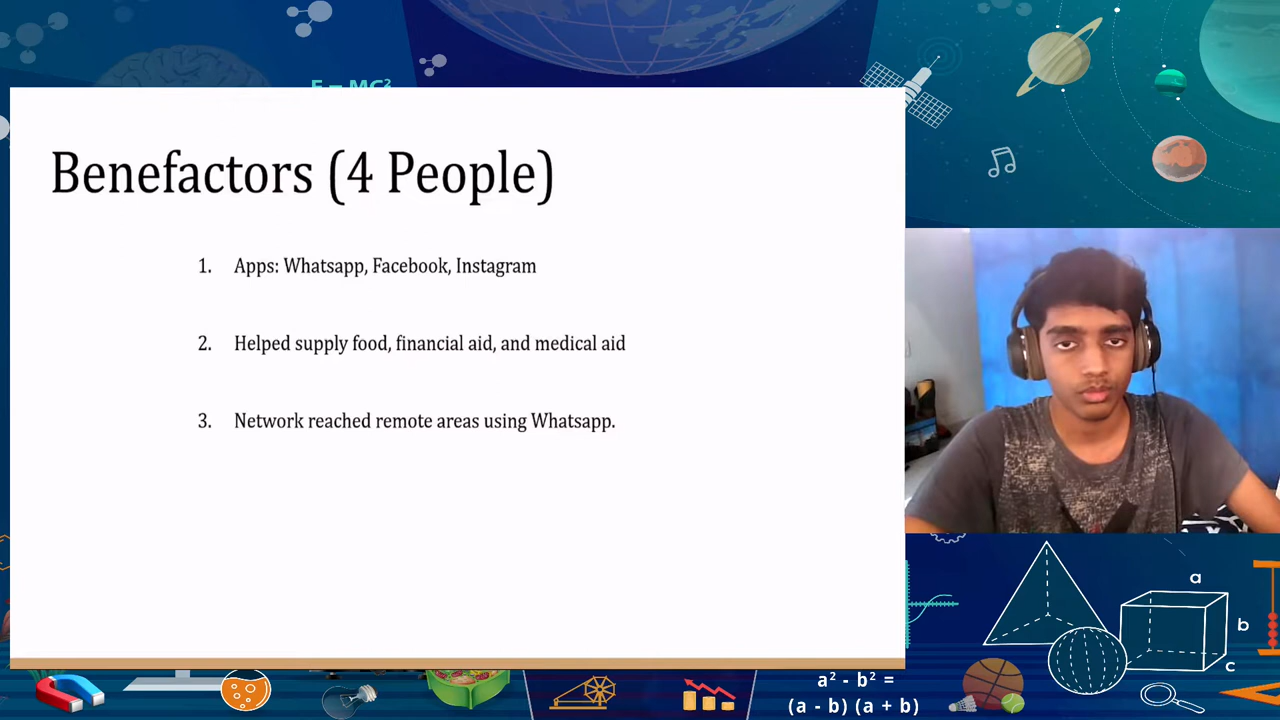 E = MC²
Benefactors (4 People)
1. Apps: Whatsapp, Facebook, Instagram
2. Helped supply food, financial aid, and medical aid
3. Network reached remote areas using Whatsapp.
a
b
c
a² - b² =
(a - b) (a + b)